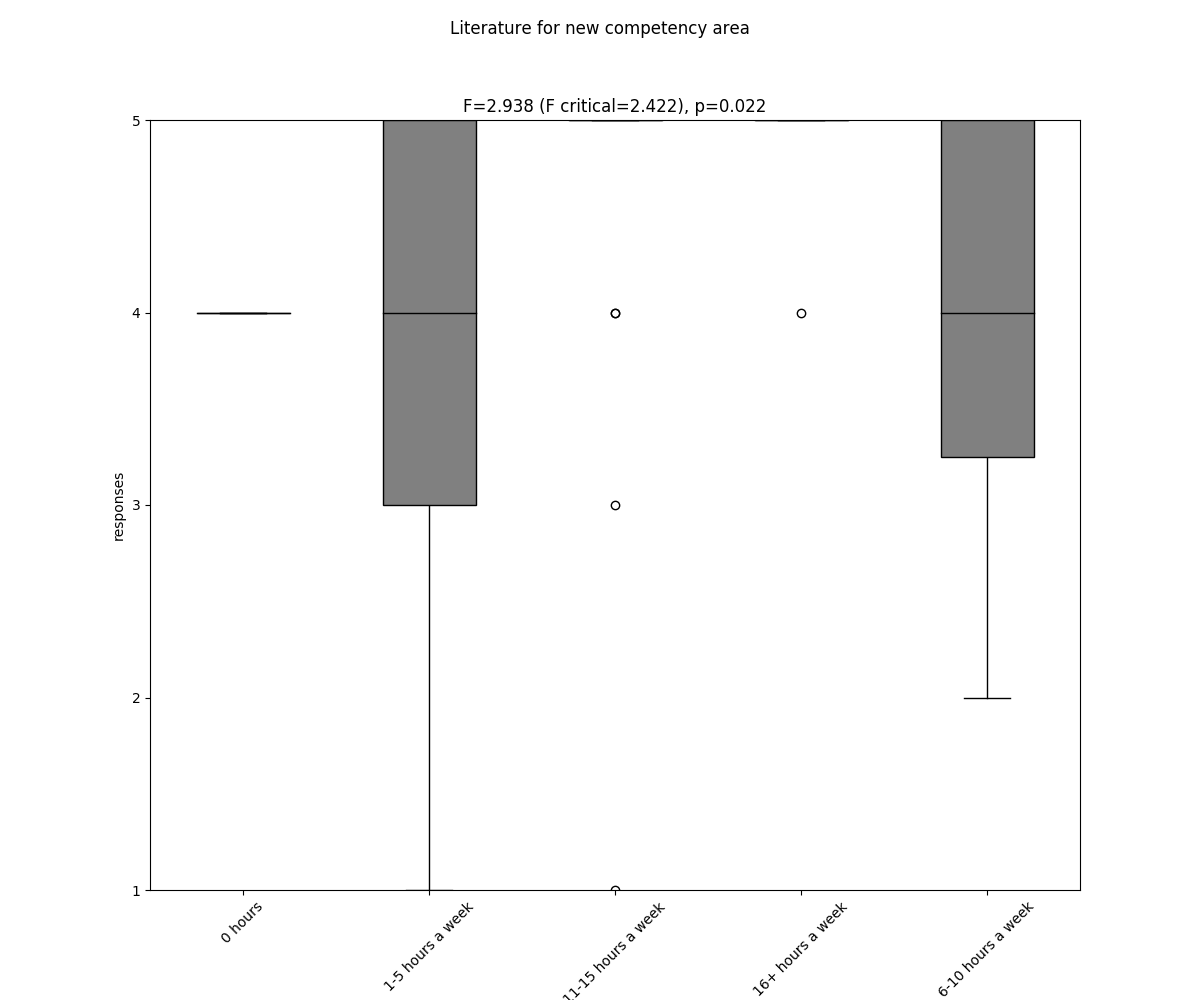 Literature for new competency area
F=2.938 (F critical=2.422), p=0.022
responses
5
4
3
2
1
0 hours
1-5 hours a week
11-15 hours a week
16+ hours a week
6-10 hours a week